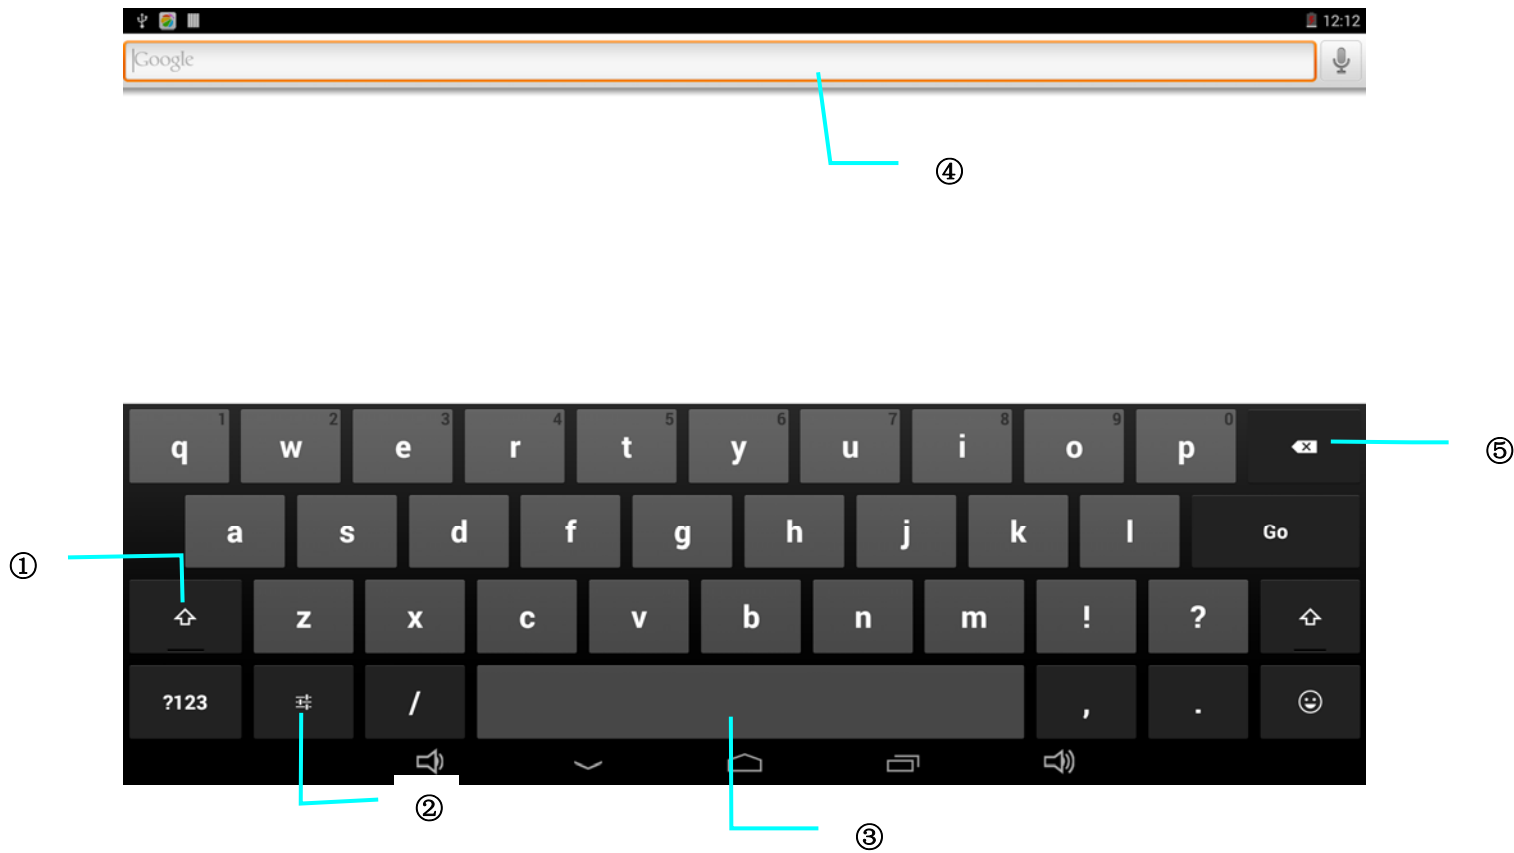 12:12
Google
④
1 2 3 4 5 6 7 8 9 0
q w e r t y u i o p
⑤
a s d f g h j k l Go
①
z x c v b n m ! ?
?123 / , .
②
③